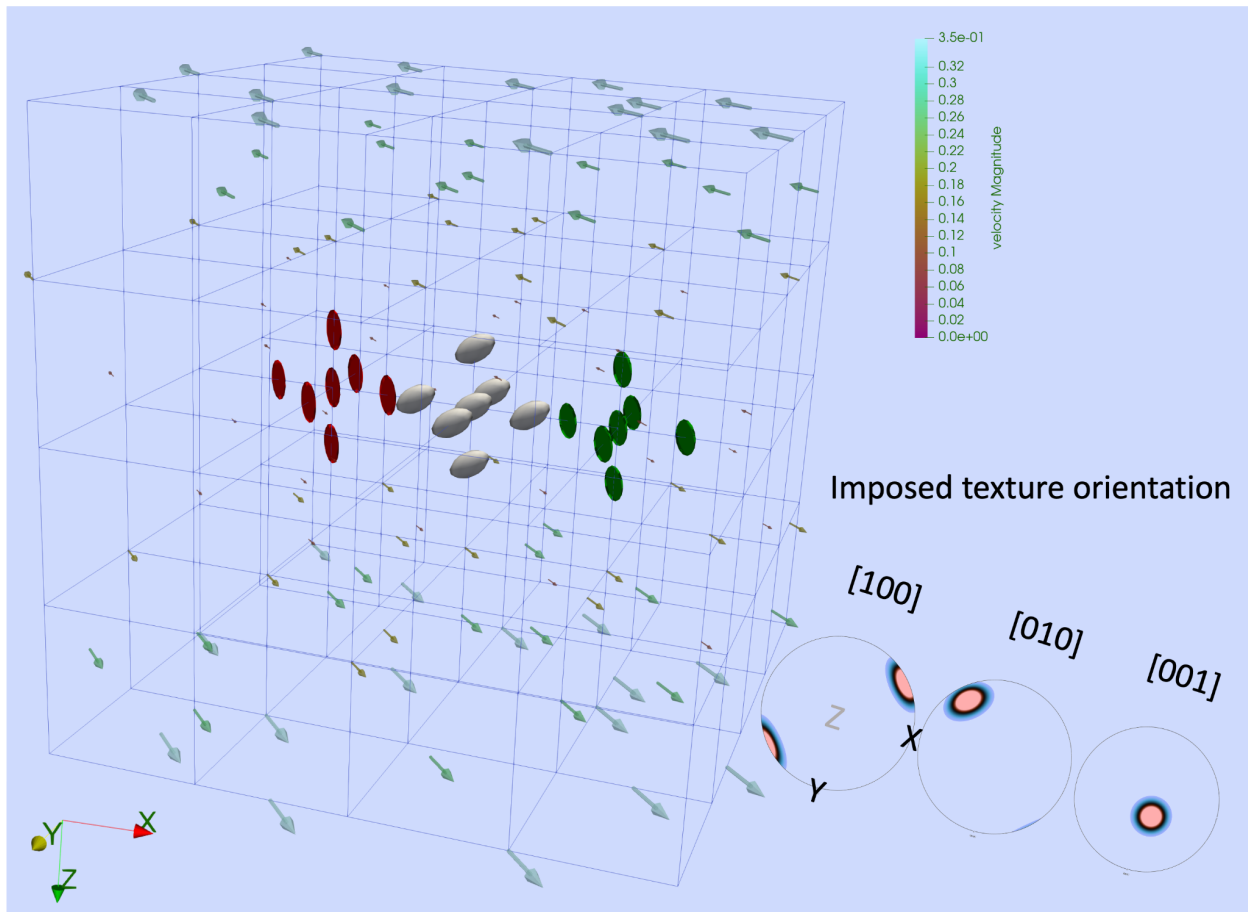 3.5e-01
0.32
0.3
0.28
0.26
0.24
0.22
0.2
0.18
0.16
0.14
0.12
0.1
0.08
0.06
0.04
0.02
0.0e+00
velocity Magnitude
Imposed texture orientation
[100]
[010]
[001]
Z
X
Y
Y
X
Z